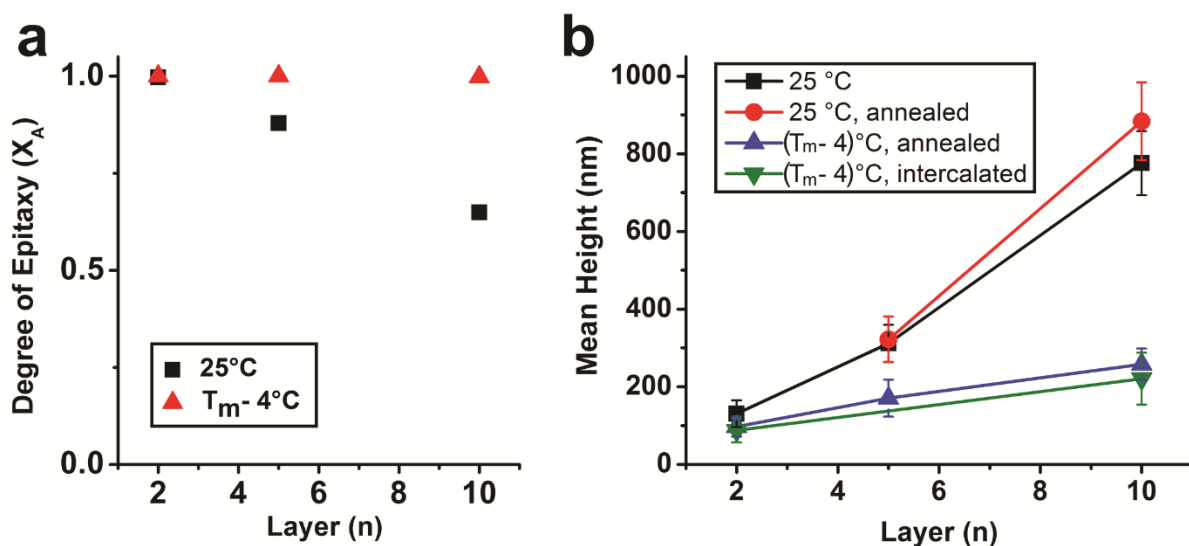 a
Degree of Epitaxy (X_A)
1.0
0.5
0.0
25°C
Tm- 4°C
2 4 6 8 10
Layer (n)
b
Mean Height (nm)
1000
800
600
400
200
0
25 °C
25 °C, annealed
(Tm- 4)°C, annealed
(Tm- 4)°C, intercalated
2 4 6 8 10
Layer (n)